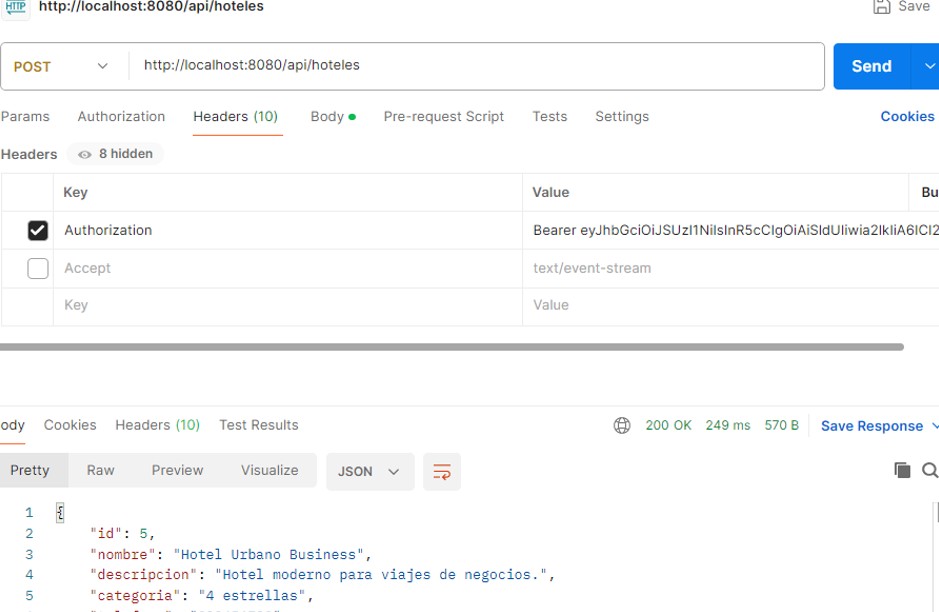 HTTP http://localhost:8080/api/hoteles Save
POST http://localhost:8080/api/hoteles Send
Params Authorization Headers (10) Body Pre-request Script Tests Settings Cookies
Headers 8 hidden
Key Value Bu
Authorization Bearer
Accept text/event-stream
Key Value
ody Cookies Headers (10) Test Results 200 OK 249 ms 570 B Save Response
Pretty Raw Preview Visualize JSON
1 {
2 "id": 5,
3 "nombre": "Hotel Urbano Business",
4 "descripcion": "Hotel moderno para viajes de negocios.",
5 "categoria": "4 estrellas",